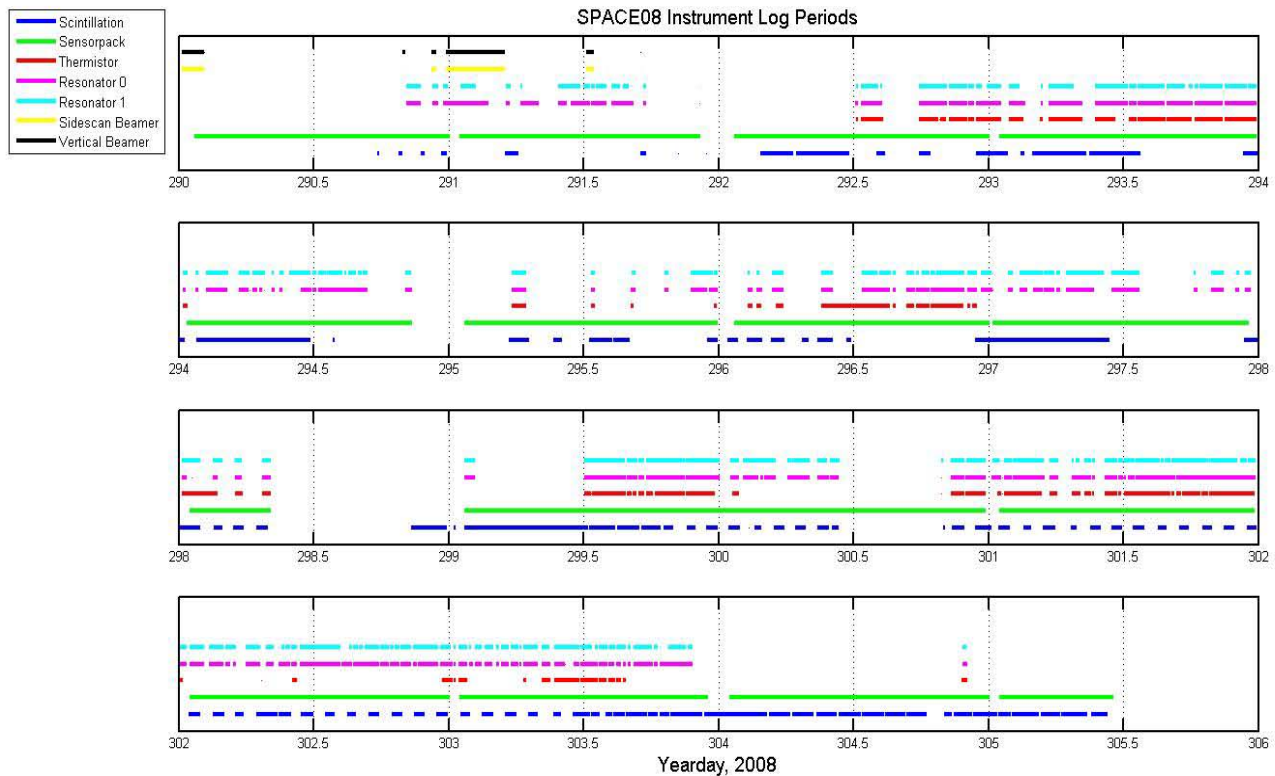 SPACE08 Instrument Log Periods
Scintillation
Sensorpack
Thermistor
Resonator 0
Resonator 1
Sidescan Beamer
Vertical Beamer
290 290.5 291 291.5 292 292.5 293 293.5 294
294 294.5 295 295.5 296 296.5 297 297.5 298
298 298.5 299 299.5 300 300.5 301 301.5 302
302 302.5 303 303.5 304 304.5 305 305.5 306
Yearday, 2008